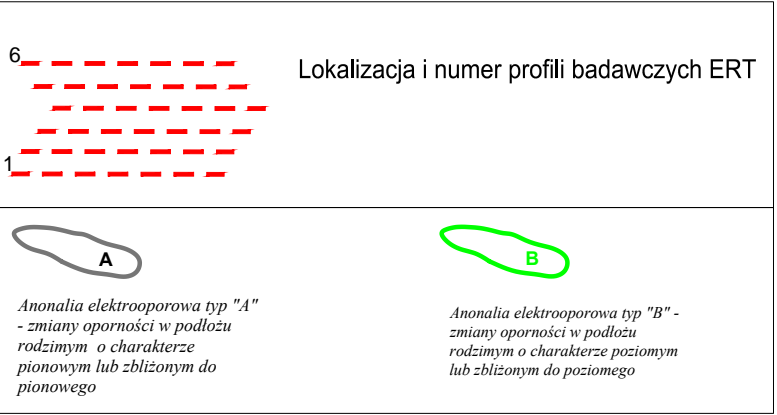 6
Lokalizacja i numer profili badawczych ERT
1
A
Anonalia elektrooporowa typ "A"
- zmiany oporności w podłożu
rodzimym o charakterze
pionowym lub zbliżonym do
pionowego
B
Anonalia elektrooporowa typ "B" -
zmiany oporności w podłożu
rodzimym o charakterze poziomym
lub zbliżonym do poziomego